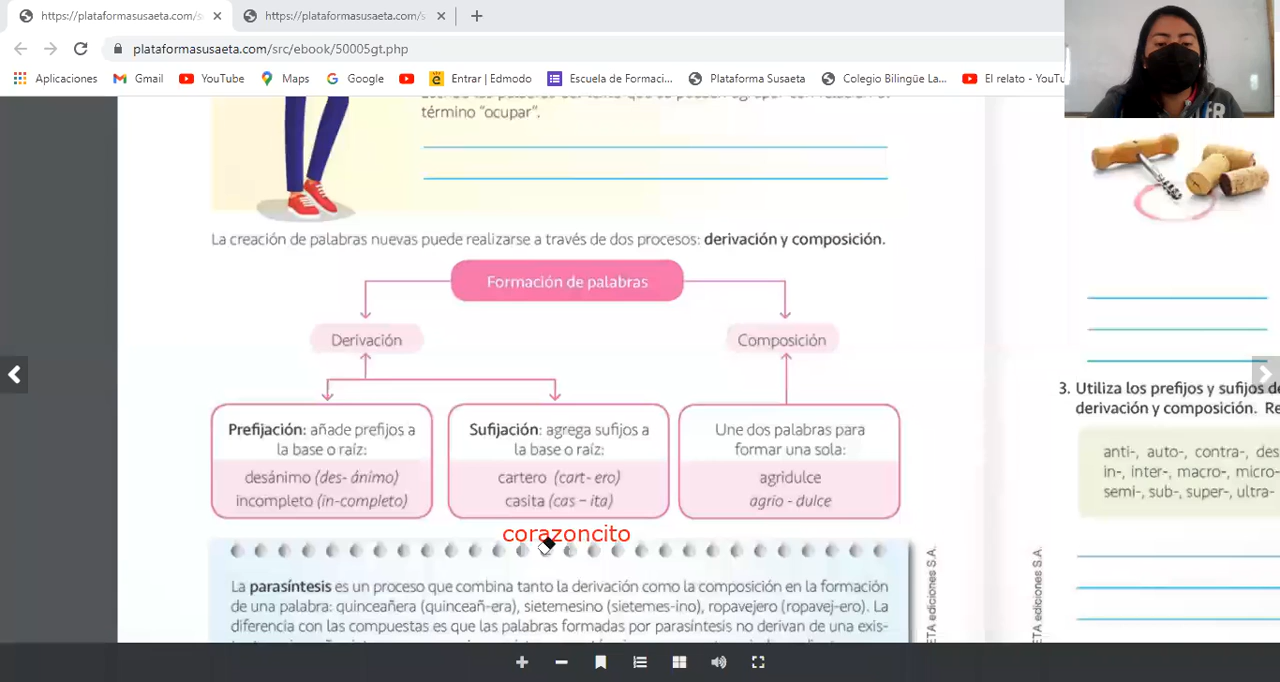 https://plataformasusaeta.com/s
https://plataformasusaeta.com/s
plataformasusaeta.com/src/ebook/50005gt.php
Aplicaciones
Gmail
YouTube
Maps
Google
Entrar | Edmodo
Escuela de Formaci...
Plataforma Susaeta
Colegio Bilingüe La...
El relato - YouTu
término “ocupar”.
La creación de palabras nuevas puede realizarse a través de dos procesos: derivación y composición.
Formación de palabras
Derivación
Composición
Prefijación: añade prefijos a
la base o raíz:
desánimo (des- ánimo)
incompleto (in-completo)
Sufijación: agrega sufijos a
la base o raíz:
cartero (cart- ero)
casita (cas – ita)
Une dos palabras para
formar una sola:
agridulce
agrio - dulce
corazoncito
La parasíntesis es un proceso que combina tanto la derivación como la composición en la formación
de una palabra: quinceañera (quinceañ-era), sietemesino (sietemes-ino), ropavejero (ropavej-ero). La
diferencia con las compuestas es que las palabras formadas por parasíntesis no derivan de una exis-
ETA ediciones S.A.
ETA ediciones S.A.
3. Utiliza los prefijos y sufijos de
derivación y composición. Re
anti-, auto-, contra-, des
in-, inter-, macro-, micro-
semi-, sub-, super-, ultra-